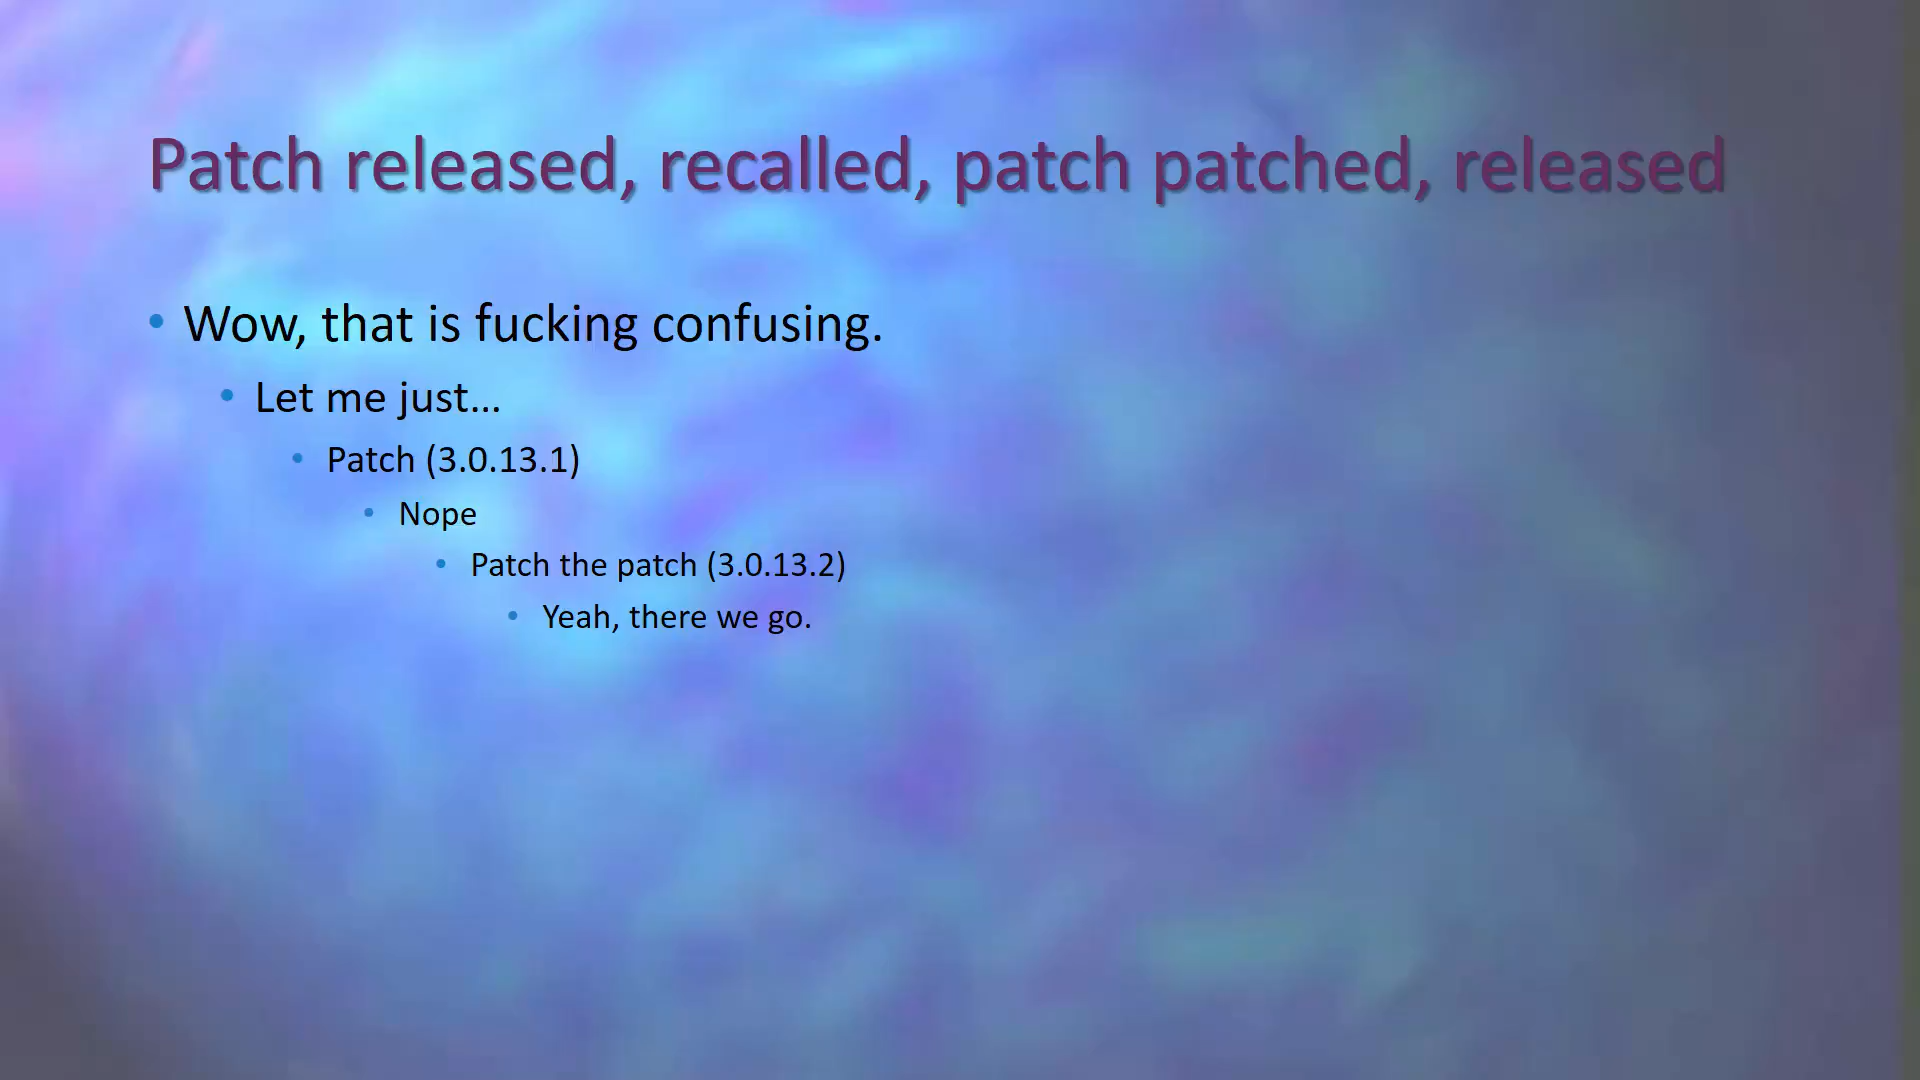 Patch released, recalled, patch patched, released
• Wow, that is fucking confusing.
• Let me just…
• Patch (3.0.13.1)
• Nope
• Patch the patch (3.0.13.2)
• Yeah, there we go.